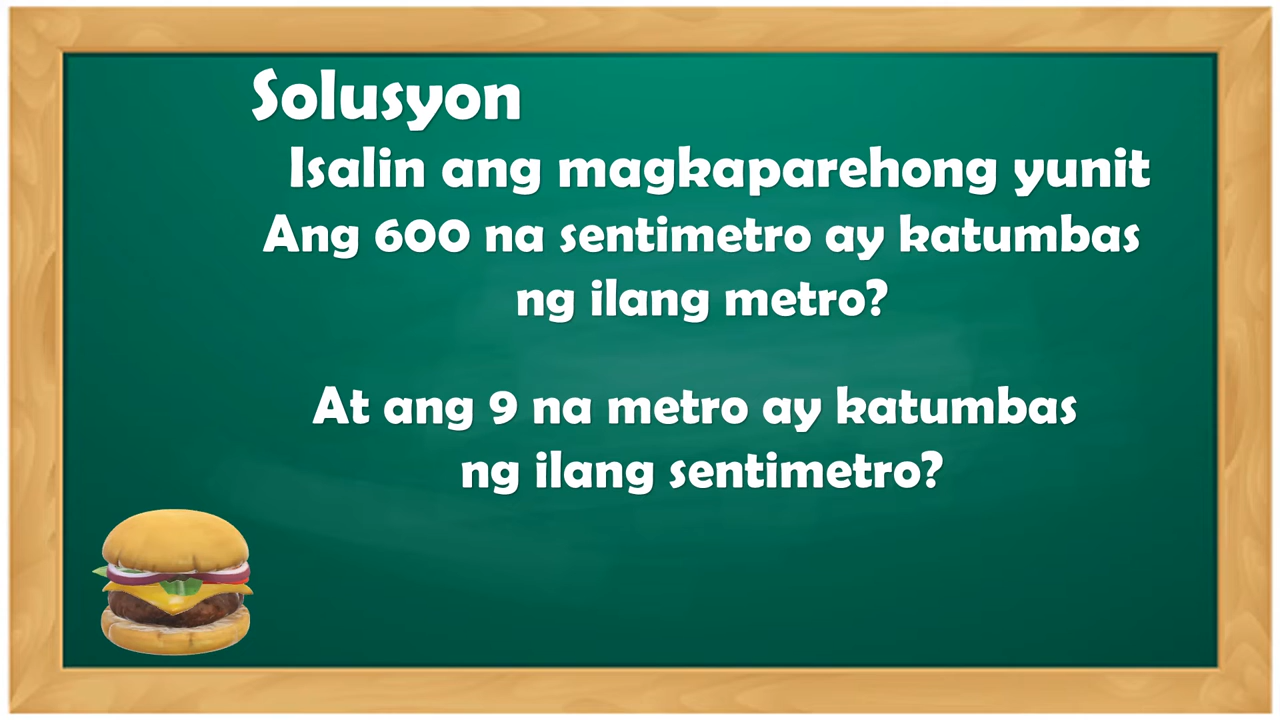 Solusyon
Isalin ang magkaparehong yunit
Ang 600 na sentimetro ay katumbas
ng ilang metro?
At ang 9 na metro ay katumbas
ng ilang sentimetro?